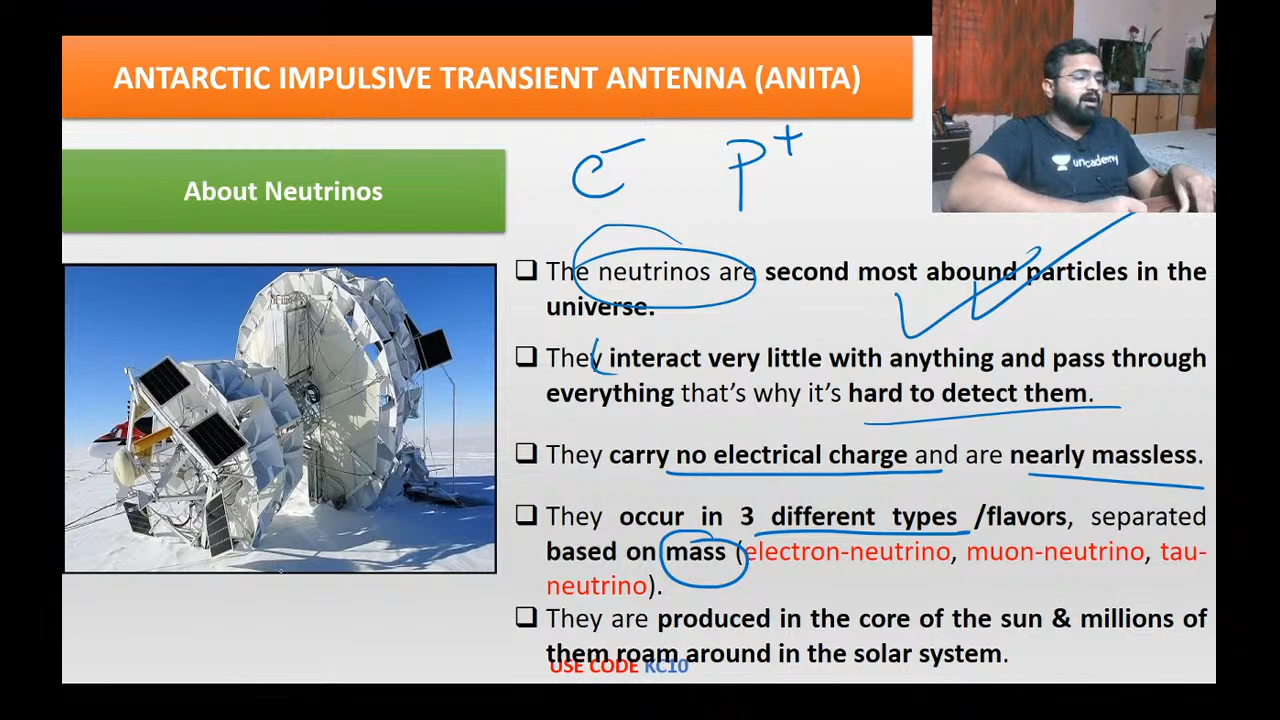 ANTARCTIC IMPULSIVE TRANSIENT ANTENNA (ANITA)
unacademy
About Neutrinos
e⁻ p⁺
❑ The neutrinos are second most abound particles in the
universe.
❑ They interact very little with anything and pass through
everything that’s why it’s hard to detect them.
❑ They carry no electrical charge and are nearly massless.
❑ They occur in 3 different types /flavors, separated
based on mass (electron-neutrino, muon-neutrino, tau-
neutrino).
❑ They are produced in the core of the sun & millions of
them roam around in the solar system.
USE CODE KC10